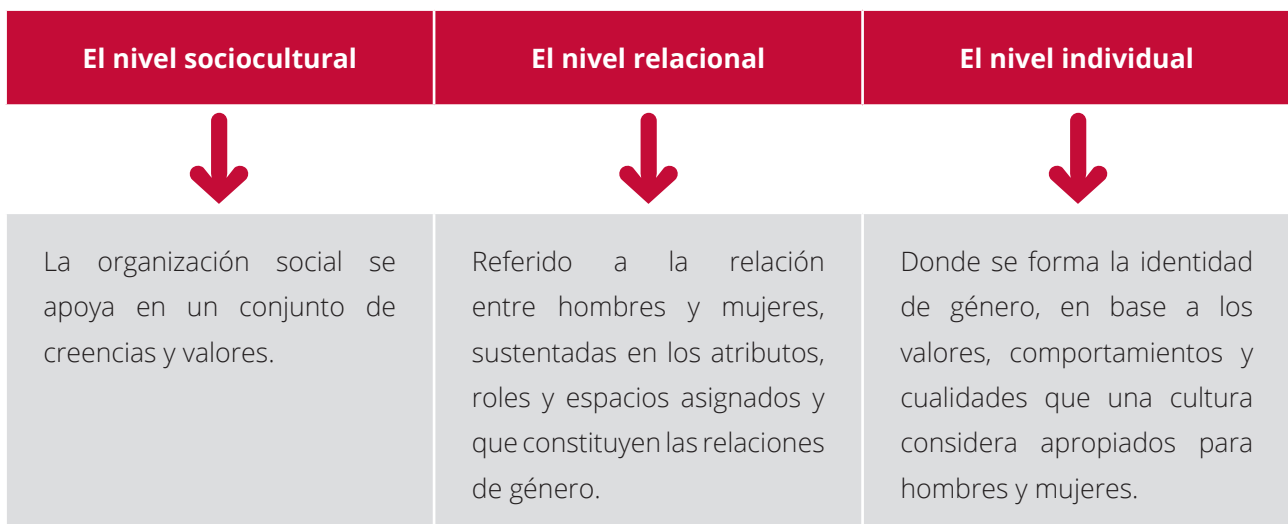 El nivel sociocultural
El nivel relacional
El nivel individual
La organización social se
apoya en un conjunto de
creencias y valores.
Referido a la relación
entre hombres y mujeres,
sustentadas en los atributos,
roles y espacios asignados y
que constituyen las relaciones
de género.
Donde se forma la identidad
de género, en base a los
valores, comportamientos y
cualidades que una cultura
considera apropiados para
hombres y mujeres.